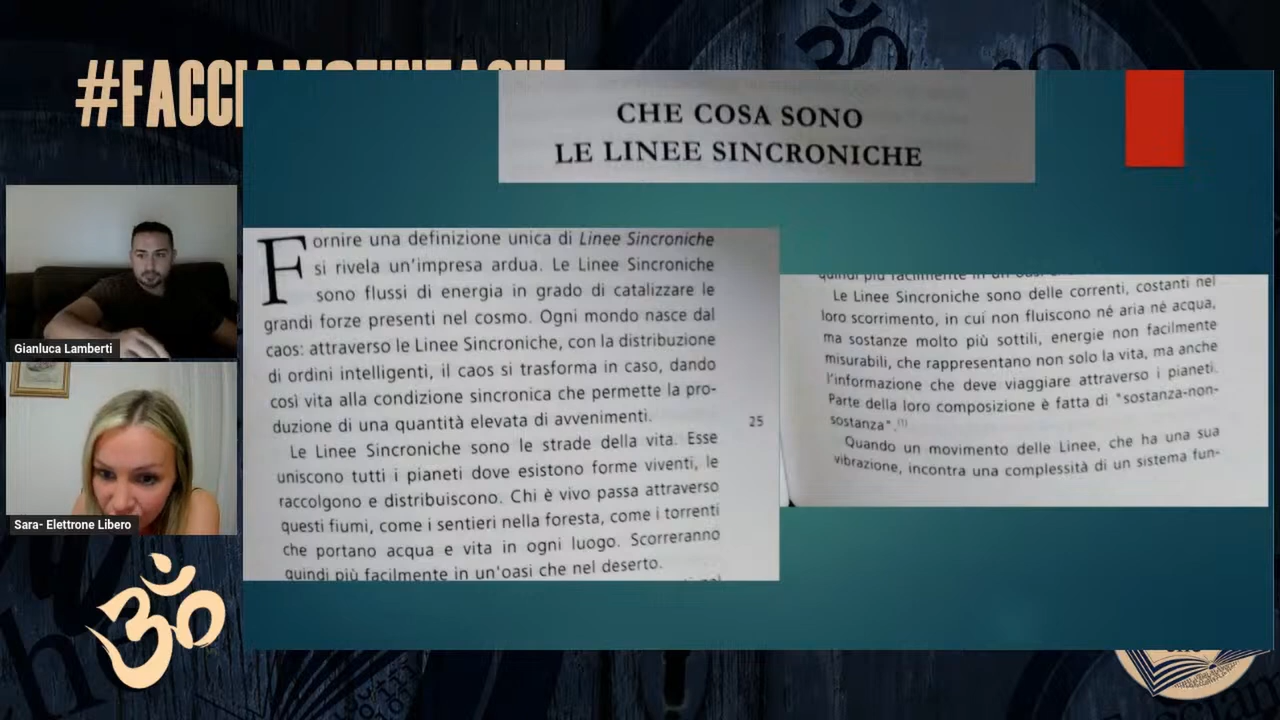 #FACCI
CHE COSA SONO
LE LINEE SINCRONICHE
Fornire una definizione unica di Linee Sincroniche
si rivela un'impresa ardua. Le Linee Sincroniche
sono flussi di energia in grado di catalizzare le
grandi forze presenti nel cosmo. Ogni mondo nasce dal
caos: attraverso le Linee Sincroniche, con la distribuzione
di ordini intelligenti, il caos si trasforma in caso, dando
così vita alla condizione sincronica che permette la pro-
duzione di una quantità elevata di avvenimenti.
25
Le Linee Sincroniche sono le strade della vita. Esse
uniscono tutti i pianeti dove esistono forme viventi, le
raccolgono e distribuiscono. Chi è vivo passa attraverso
questi fiumi, come i sentieri nella foresta, come i torrenti
che portano acqua e vita in ogni luogo. Scorreranno
quindi più facilmente in un'oasi che nel deserto.
quindi più facilmente in un'oasi
Le Linee Sincroniche sono delle correnti, costanti nel
loro scorrimento, in cui non fluiscono né aria né acqua,
ma sostanze molto più sottili, energie non facilmente
misurabili, che rappresentano non solo la vita, ma anche
l'informazione che deve viaggiare attraverso i pianeti.
Parte della loro composizione è fatta di "sostanza-non-
sostanza".(1)
Quando un movimento delle Linee, che ha una sua
vibrazione, incontra una complessità di un sistema fun-
Gianluca Lamberti
Sara- Elettrone Libero
ॐ